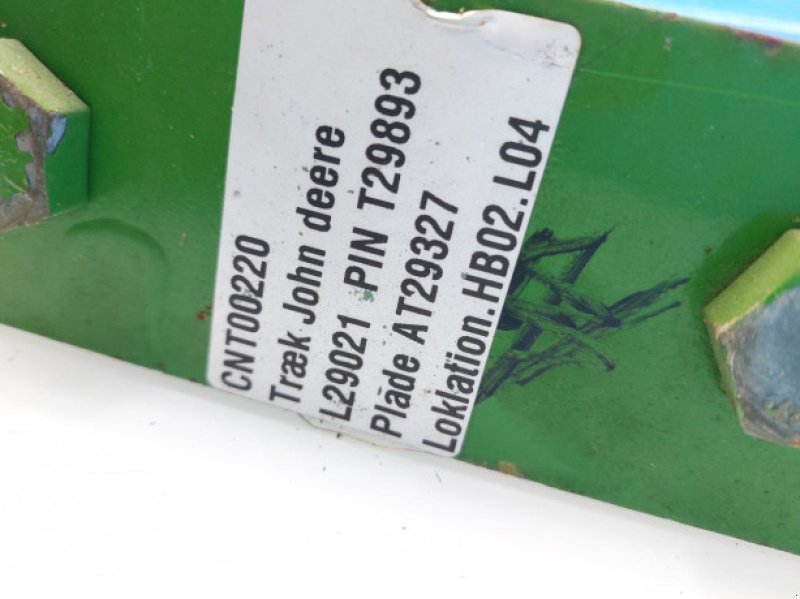 CNT00220
Træk John deere
L29021 PIN T29893
Plade AT29327
Loklation.HB02.L04